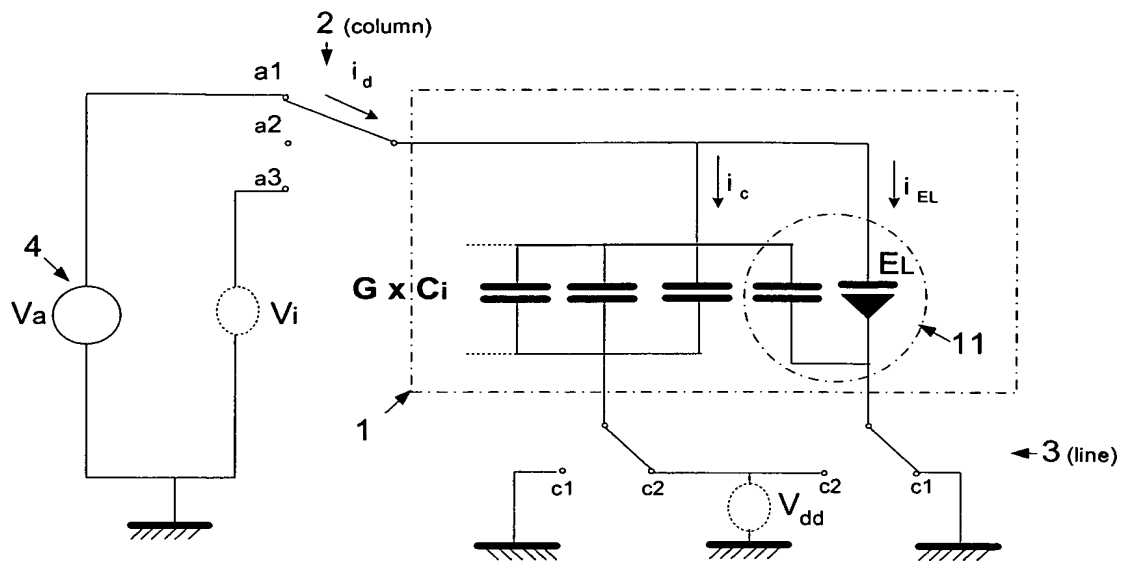 2 (column)
a1
i d
a2
a3
i c
i EL
4
EL
G x Ci
Va
Vi
11
1
3 (line)
c1
c2
c2
c1
Vdd